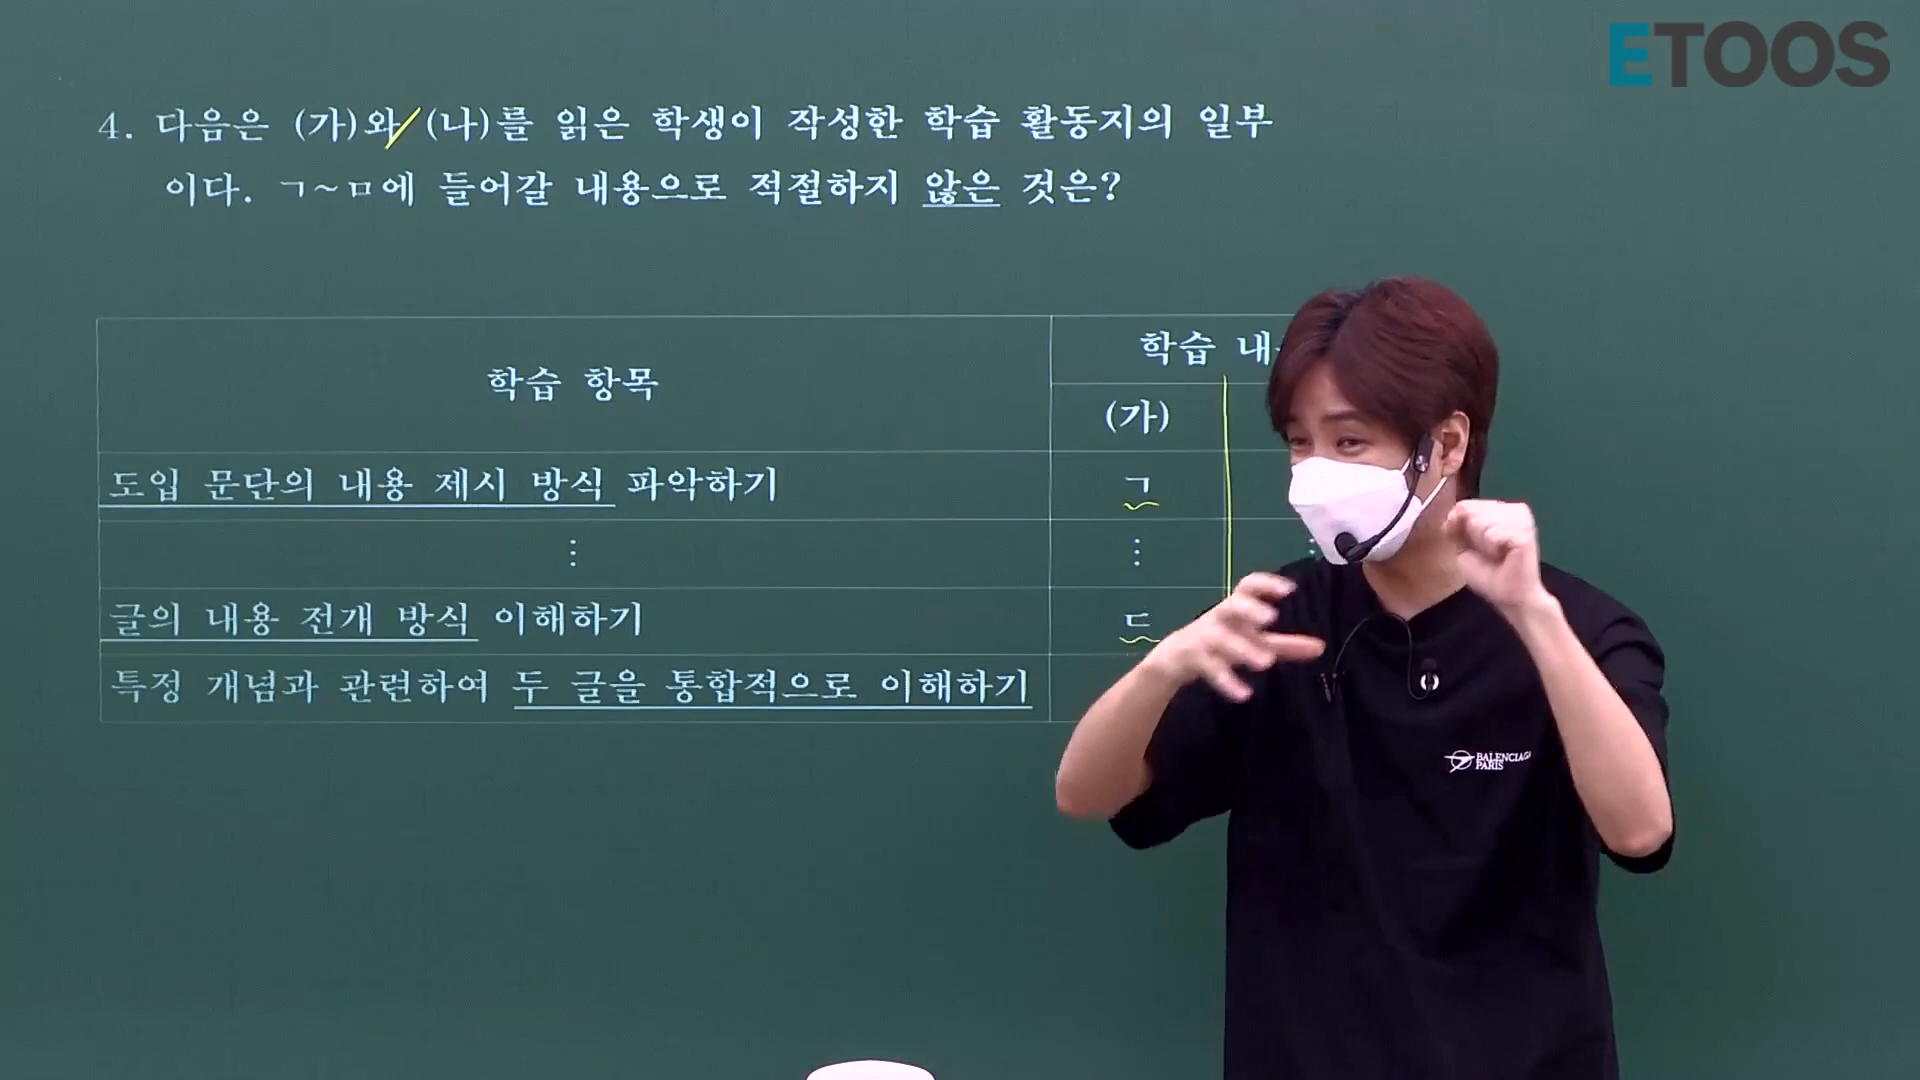 ETOOS
4. 다음은 (가)와 (나)를 읽은 학생이 작성한 학습 활동지의 일부
이다. ㄱ~ㅁ에 들어갈 내용으로 적절하지 않은 것은?
학습 항목
학습 내
(가)
도입 문단의 내용 제시 방식 파악하기
ㄱ
⋮
⋮
글의 내용 전개 방식 이해하기
ㄷ
특정 개념과 관련하여 두 글을 통합적으로 이해하기
BALENCIAGA
PARIS